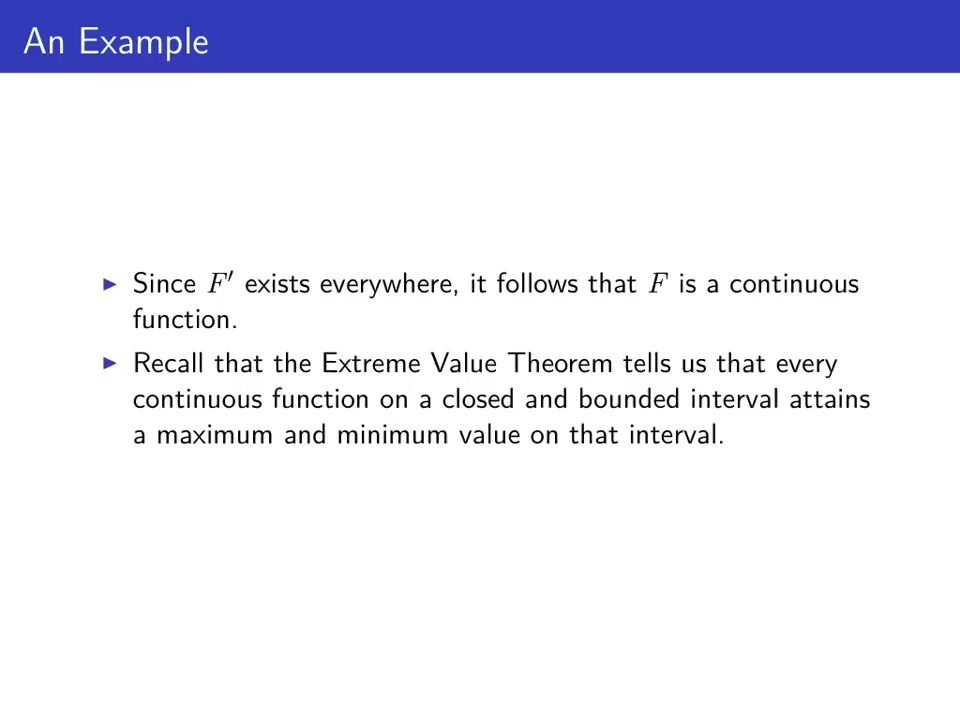 An Example
▶ Since F′ exists everywhere, it follows that F is a continuous
function.
▶ Recall that the Extreme Value Theorem tells us that every
continuous function on a closed and bounded interval attains
a maximum and minimum value on that interval.